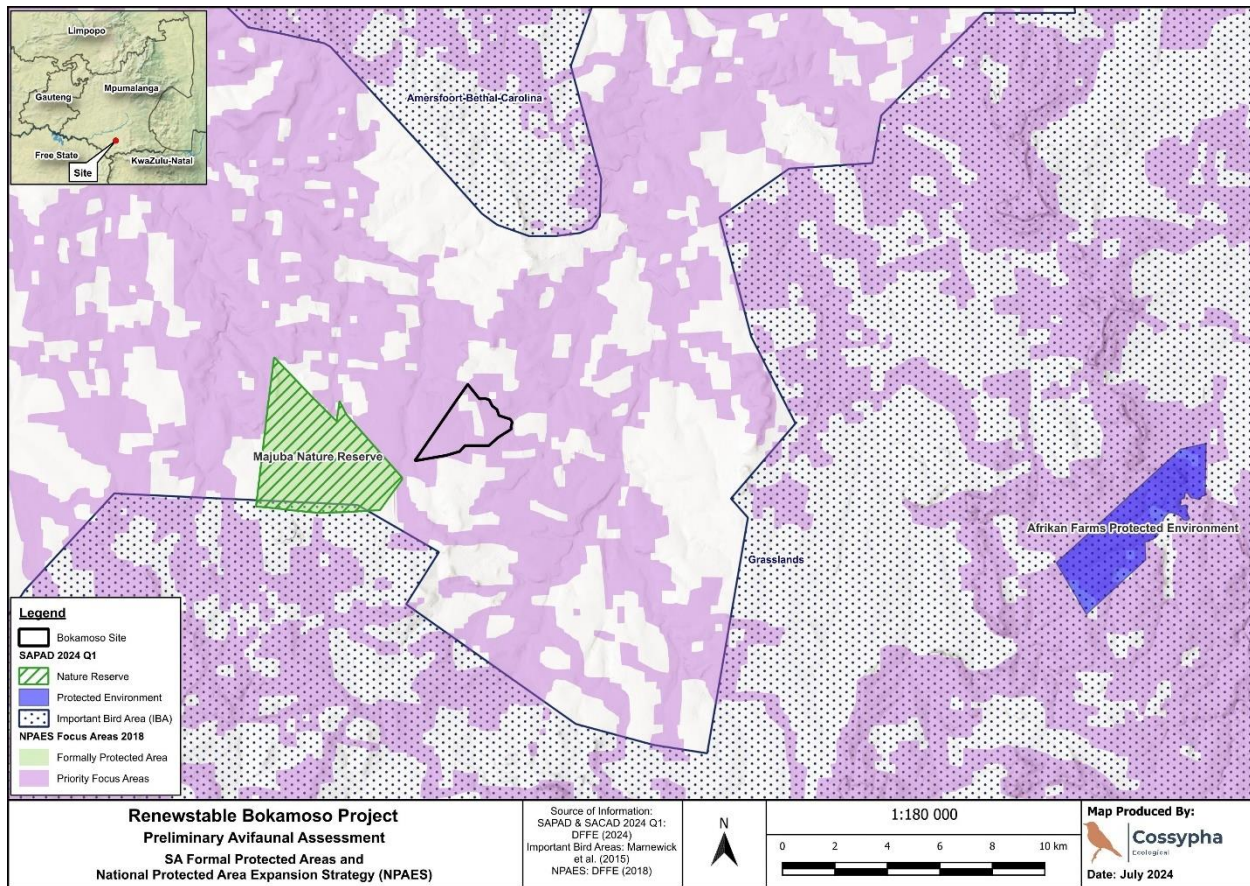 Limpopo
Gauteng
Mpumalanga
Free State
KwaZulu-Natal
Site
Amersfoort-Bethal-Carolina
Majuba Nature Reserve
Afrikan Farms Protected Environment
Grasslands
Legend
Bokamoso Site
SAPAD 2024 Q1
Nature Reserve
Protected Environment
Important Bird Area (IBA)
NPAES Focus Areas 2018
Formally Protected Area
Priority Focus Areas
Renewstable Bokamoso Project
Preliminary Avifaunal Assessment
SA Formal Protected Areas and
National Protected Area Expansion Strategy (NPAES)
Source of Information:
SAPAD & SACAD 2024 Q1:
DFFE (2024)
Important Bird Areas: Marnewick
et al. (2015)
NPAES: DFFE (2018)
N
1:180 000
0 2 4 6 8 10 km
Map Produced By:
Cossypha
Ecological
Date: July 2024